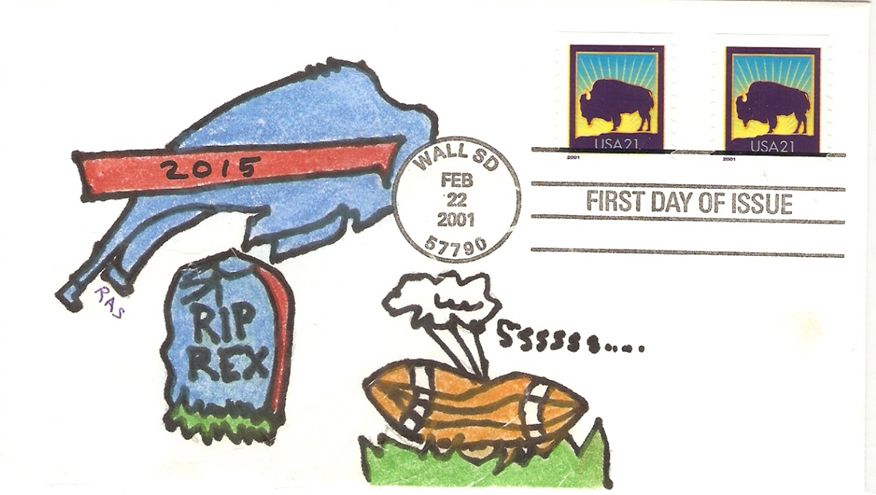 2001
USA21
2001
USA21
WALL SD
FEB
22
2001
57790
FIRST DAY OF ISSUE
2015
RAS
RIP
REX
Ssssss....